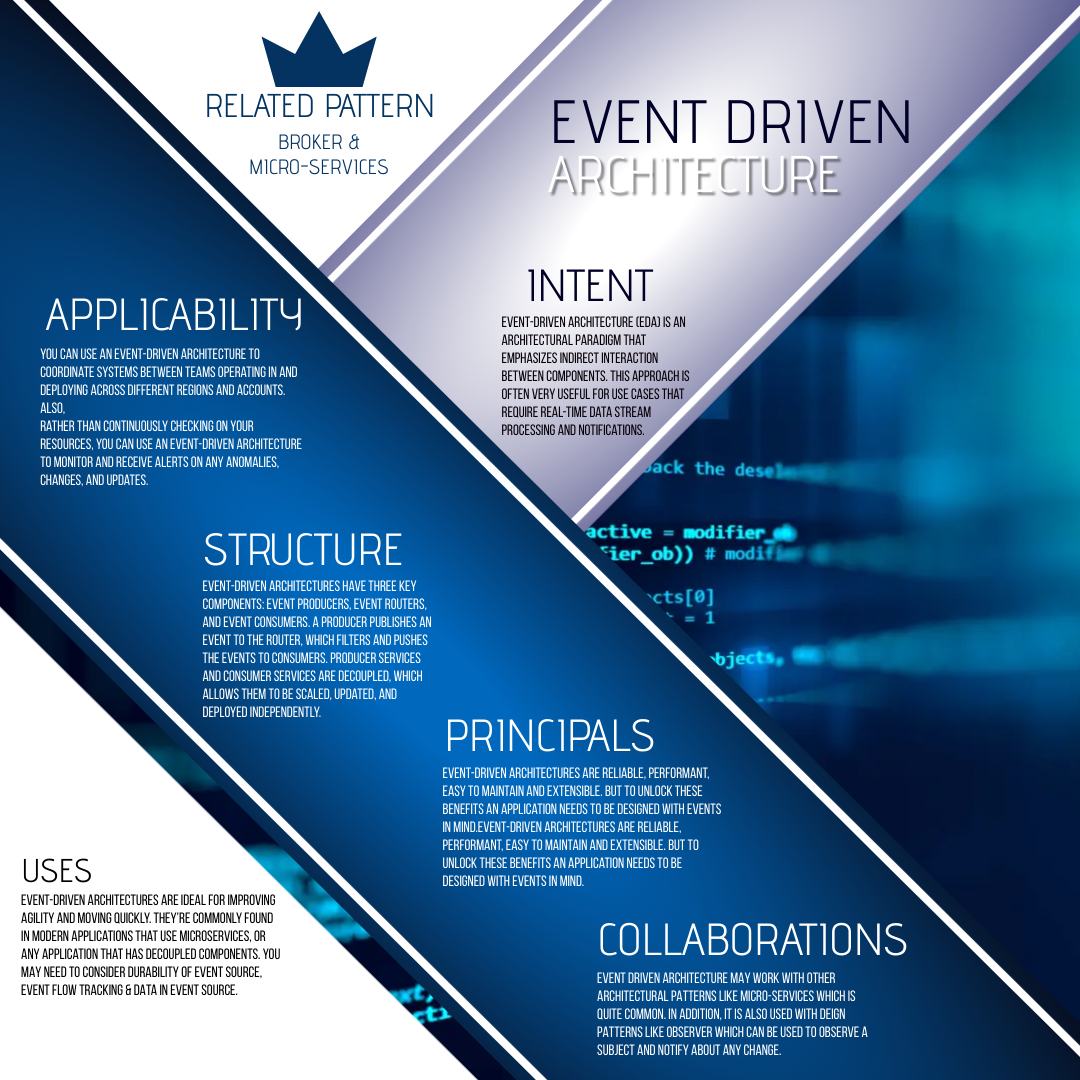 RELATED PATTERN
BROKER &
MICRO-SERVICES
EVENT DRIVEN
ARCHITECTURE
INTENT
EVENT-DRIVEN ARCHITECTURE (EDA) IS AN
ARCHITECTURAL PARADIGM THAT
EMPHASIZES INDIRECT INTERACTION
BETWEEN COMPONENTS. THIS APPROACH IS
OFTEN VERY USEFUL FOR USE CASES THAT
REQUIRE REAL-TIME DATA STREAM
PROCESSING AND NOTIFICATIONS.
APPLICABILITY
YOU CAN USE AN EVENT-DRIVEN ARCHITECTURE TO
COORDINATE SYSTEMS BETWEEN TEAMS OPERATING IN AND
DEPLOYING ACROSS DIFFERENT REGIONS AND ACCOUNTS.
ALSO,
RATHER THAN CONTINUOUSLY CHECKING ON YOUR
RESOURCES, YOU CAN USE AN EVENT-DRIVEN ARCHITECTURE
TO MONITOR AND RECEIVE ALERTS ON ANY ANOMALIES,
CHANGES, AND UPDATES.
the
active = modifier_ob
fier_ob)) #
cts[0]
= 1
bjects,
STRUCTURE
EVENT-DRIVEN ARCHITECTURES HAVE THREE KEY
COMPONENTS: EVENT PRODUCERS, EVENT ROUTERS,
AND EVENT CONSUMERS. A PRODUCER PUBLISHES AN
EVENT TO THE ROUTER, WHICH FILTERS AND PUSHES
THE EVENTS TO CONSUMERS. PRODUCER SERVICES
AND CONSUMER SERVICES ARE DECOUPLED, WHICH
ALLOWS THEM TO BE SCALED, UPDATED, AND
DEPLOYED INDEPENDENTLY.
PRINCIPALS
EVENT-DRIVEN ARCHITECTURES ARE RELIABLE, PERFORMANT,
EASY TO MAINTAIN AND EXTENSIBLE. BUT TO UNLOCK THESE
BENEFITS AN APPLICATION NEEDS TO BE DESIGNED WITH EVENTS
IN MIND.EVENT-DRIVEN ARCHITECTURES ARE RELIABLE,
PERFORMANT, EASY TO MAINTAIN AND EXTENSIBLE. BUT TO
UNLOCK THESE BENEFITS AN APPLICATION NEEDS TO BE
DESIGNED WITH EVENTS IN MIND.
USES
EVENT-DRIVEN ARCHITECTURES ARE IDEAL FOR IMPROVING
AGILITY AND MOVING QUICKLY. THEY'RE COMMONLY FOUND
IN MODERN APPLICATIONS THAT USE MICROSERVICES, OR
ANY APPLICATION THAT HAS DECOUPLED COMPONENTS. YOU
MAY NEED TO CONSIDER DURABILITY OF EVENT SOURCE,
EVENT FLOW TRACKING & DATA IN EVENT SOURCE.
COLLABORATIONS
EVENT DRIVEN ARCHITECTURE MAY WORK WITH OTHER
ARCHITECTURAL PATTERNS LIKE MICRO-SERVICES WHICH IS
QUITE COMMON. IN ADDITION, IT IS ALSO USED WITH DEIGN
PATTERNS LIKE OBSERVER WHICH CAN BE USED TO OBSERVE A
SUBJECT AND NOTIFY ABOUT ANY CHANGE.